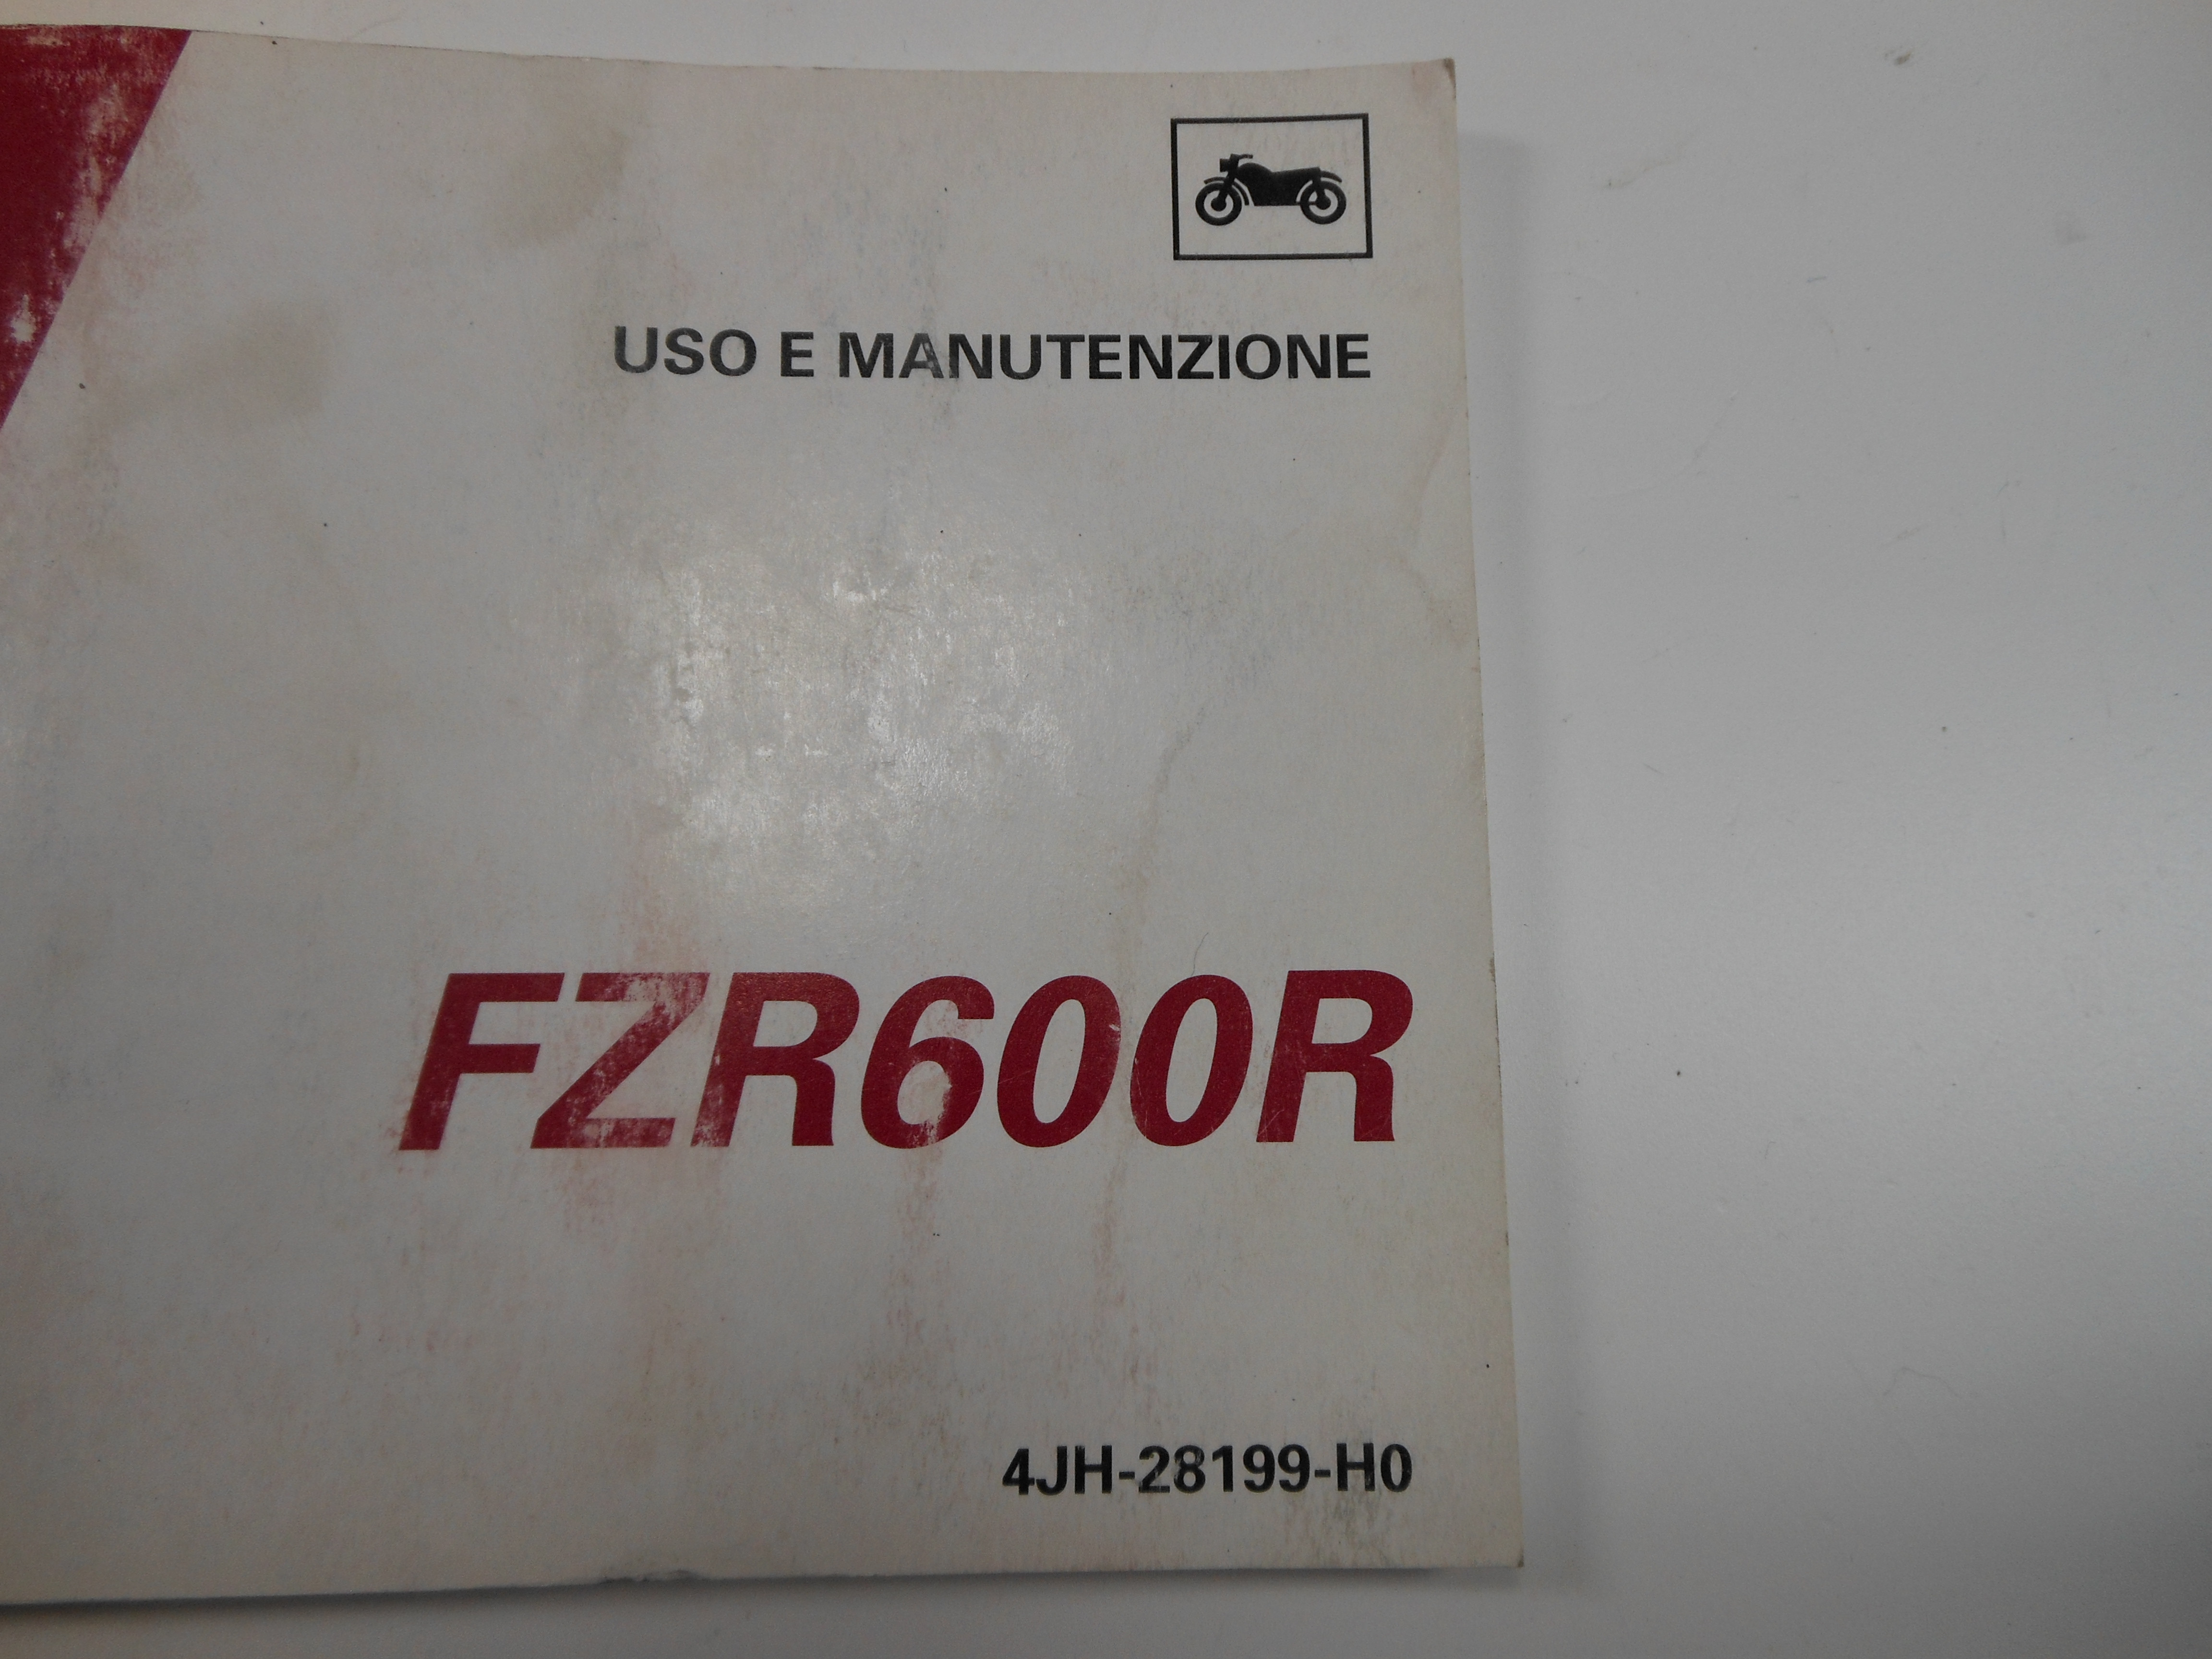 USO E MANUTENZIONE
FZR600R
4JH-28199-H0